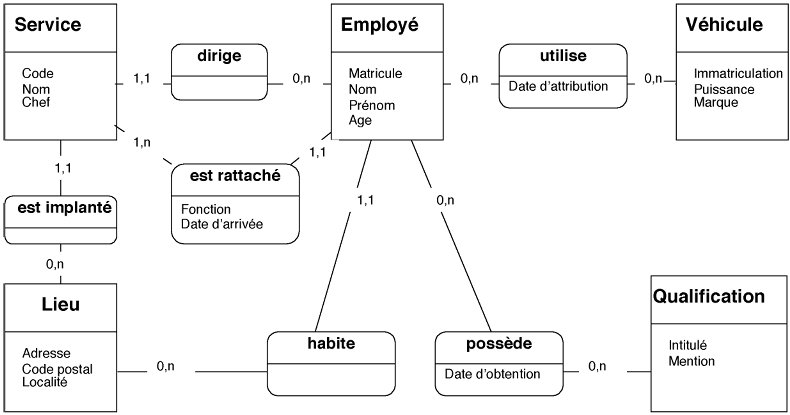 Service
Code
Nom
Chef
1,1
dirige
0,n
Employé
Matricule
Nom
Prénom
Age
0,n
utilise
Date d'attribution
0,n
Véhicule
Immatriculation
Puissance
Marque
1,n
1,1
est rattaché
Fonction
Date d'arrivée
1,1
est implanté
0,n
1,1
0,n
Lieu
Adresse
Code postal
Localité
0,n
habite
possède
Date d'obtention
0,n
Qualification
Intitulé
Mention